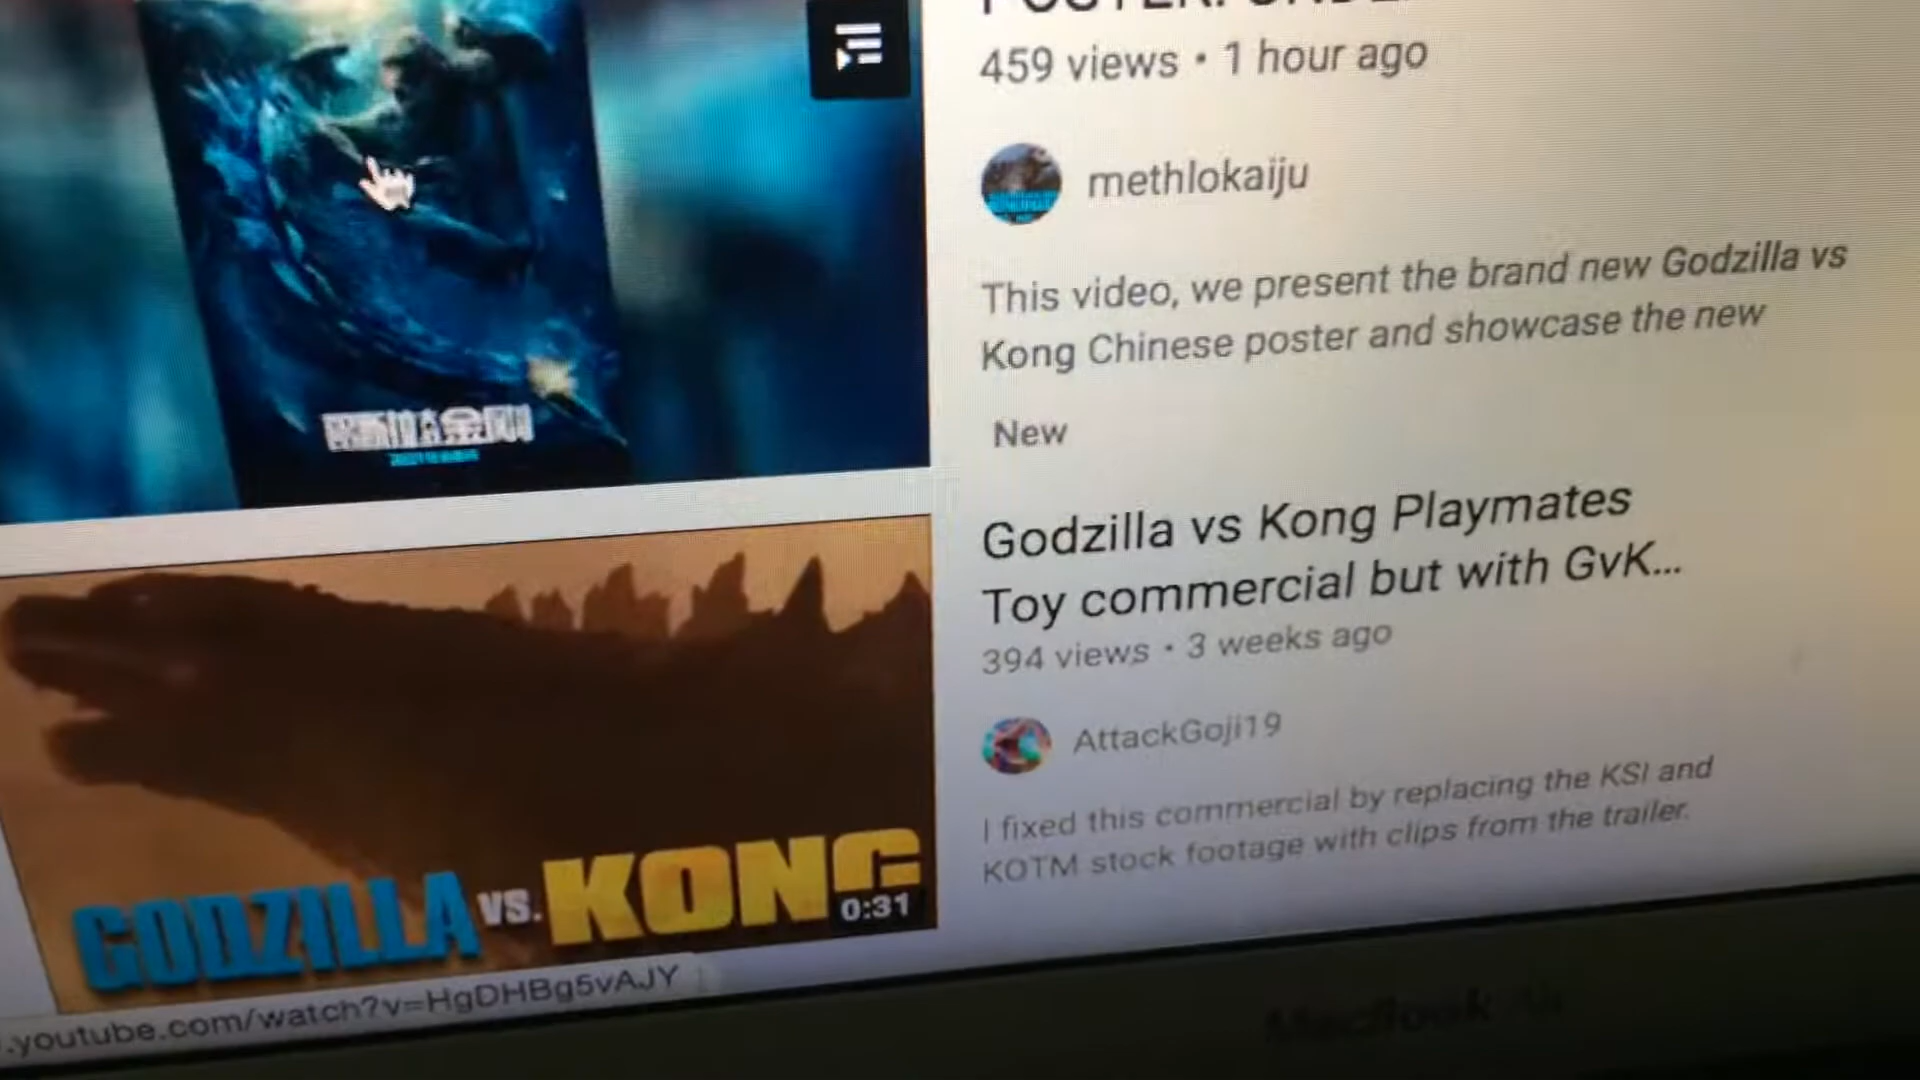 459 views • 1 hour ago
methlokaiju
This video, we present the brand new Godzilla vs
Kong Chinese poster and showcase the new
New
Godzilla vs Kong Playmates
Toy commercial but with GvK...
394 views • 3 weeks ago
AttackGoji19
I fixed this commercial by replacing the KSI and
KOTM stock footage with clips from the trailer.
GODZILLA VS. KONG
0:31
.youtube.com/watch?v=HgDHBg5vAJY
MacBook Air